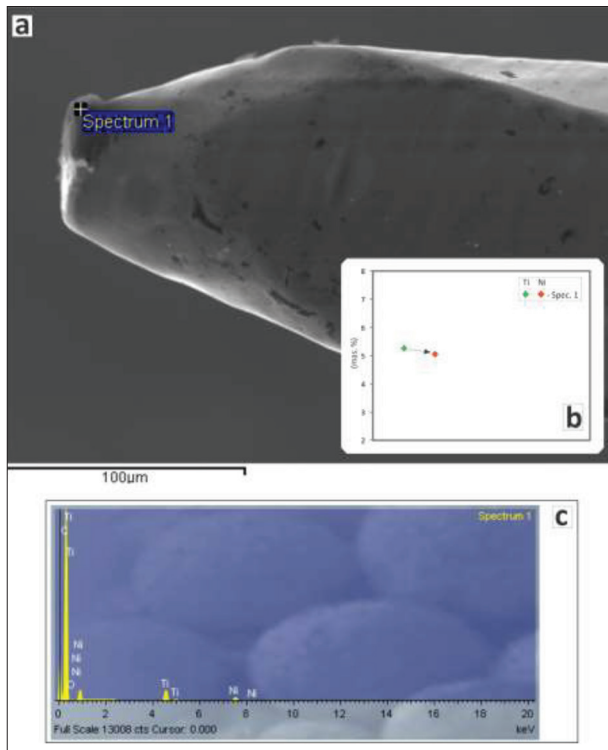 a
Spectrum 1
Ti Ni
- Spec. 1
8
7
6
5
4
3
2
(mas. %)
b
100µm
c
Spectrum 1
Ti
C
Ti
Ni
Ni
Ni
O
Ti
Ti
Ni
Ni
0 2 4 6 8 10 12 14 16 18 20
Full Scale 13008 cts Cursor: 0.000 keV